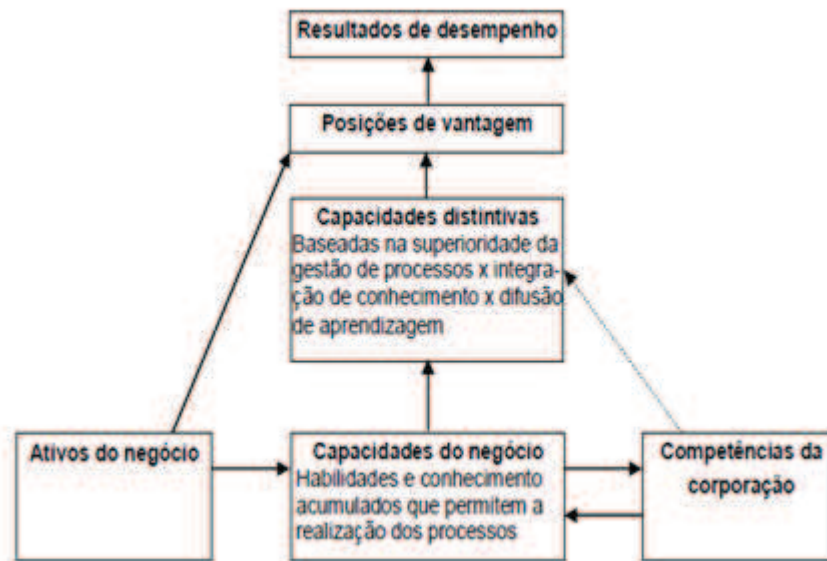 Resultados de desempenho
Posições de vantagem
Capacidades distintivas
Baseadas na superioridade da
gestão de processos x integra-
ção de conhecimento x difusão
de aprendizagem
Ativos do negócio
Capacidades do negócio
Habilidades e conhecimento
acumulados que permitem a
realização dos processos
Competências da
corporação